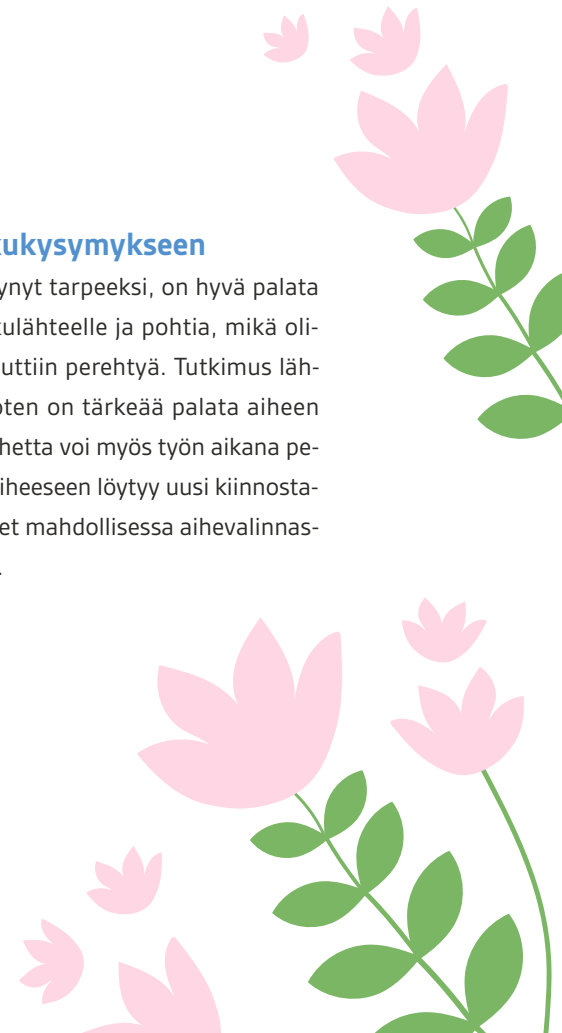 kukysymykseen
ynyt tarpeeksi, on hyvä palata
kulähteelle ja pohtia, mikä oli-
uttiin perehtyä. Tutkimus läh-
oten on tärkeää palata aiheen
hetta voi myös työn aikana pe-
iheeseen löytyy uusi kiinnosta-
et mahdollisessa aihevalinnas-
.